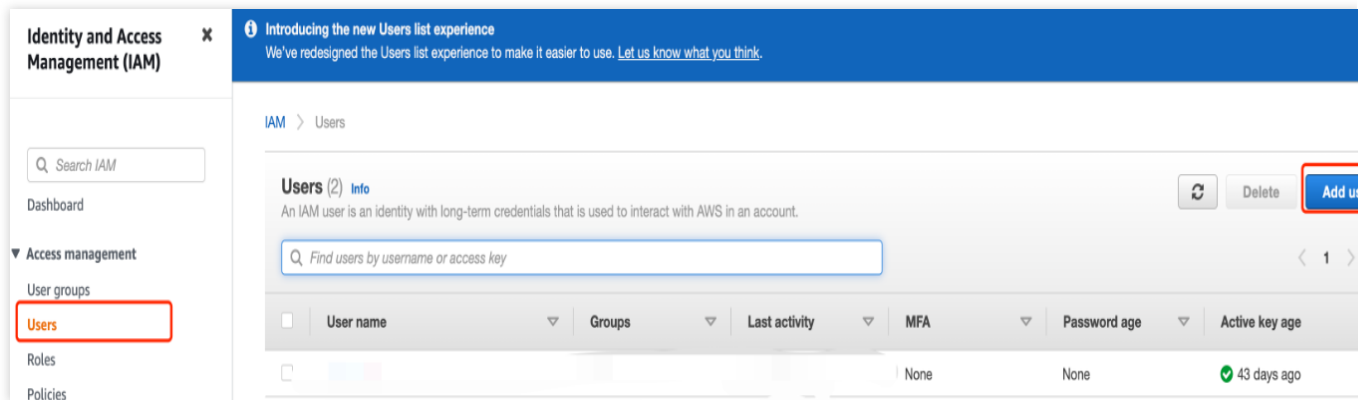 Identity and Access
Management (IAM)
Search IAM
Dashboard
Access management
User groups
Users
Roles
Policies
Introducing the new Users list experience
We've redesigned the Users list experience to make it easier to use. Let us know what you think.
IAM > Users
Users (2) Info
An IAM user is an identity with long-term credentials that is used to interact with AWS in an account.
Delete
Add us
Find users by username or access key
1
User name Groups Last activity MFA Password age Active key age
None None 43 days ago